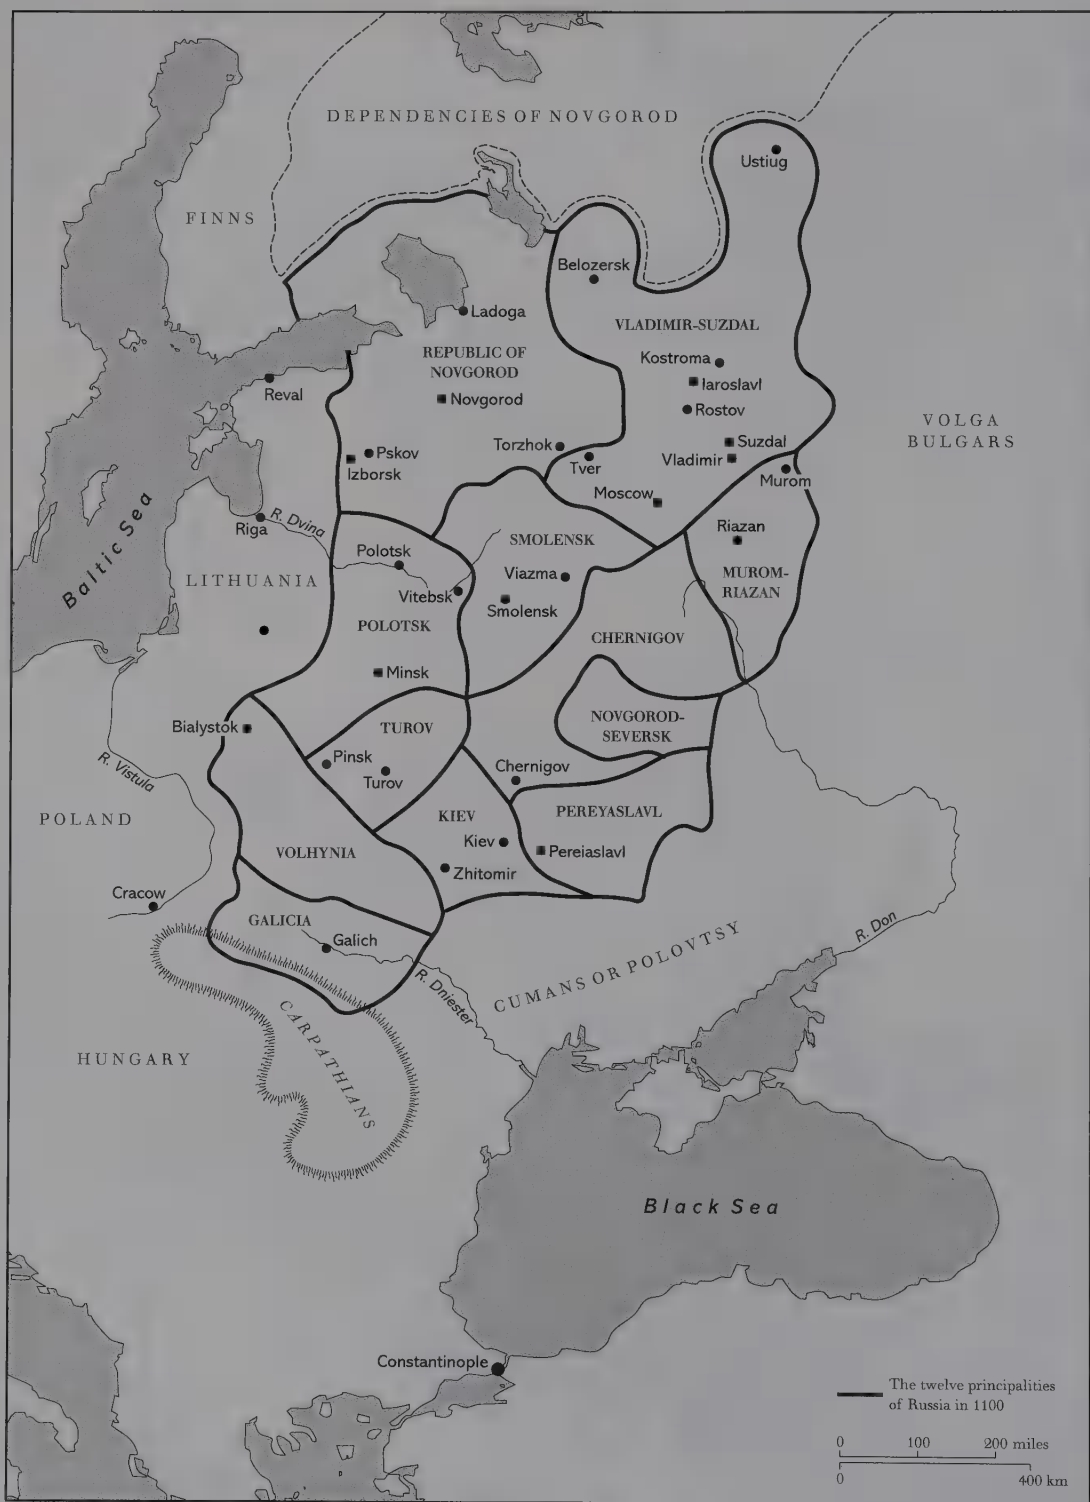 DEPENDENCIES OF NOVGOROD
Ustiug
FINNS
Belozersk
Ladoga
VLADIMIR-SUZDAL
REPUBLIC OF
NOVGOROD
Kostroma
Iaroslavl
Reval
Novgorod
Rostov
VOLGA
BULGARS
Torzhok
Suzdal
Pskov
Izborsk
Tver
Vladimir
Murom
Moscow
Baltic Sea
Riga
R. Dvina
Riazan
SMOLENSK
Polotsk
LITHUANIA
Viazma
MUROM-
RIAZAN
Vitebsk
Smolensk
POLOTSK
CHERNIGOV
Minsk
Bialystok
TUROV
NOVGOROD-
SEVERSK
R. Vistula
Pinsk
Turov
Chernigov
POLAND
KIEV
PEREYASLAVL
Kiev
Pereiaslavl
VOLHYNIA
Zhitomir
Cracow
GALICIA
Galich
R. Don
R. Dniester
CUMANS OR POLOVTSY
CARPATHIANS
HUNGARY
Black Sea
Constantinople
The twelve principalities
of Russia in 1100
0 100 200 miles
0 400 km